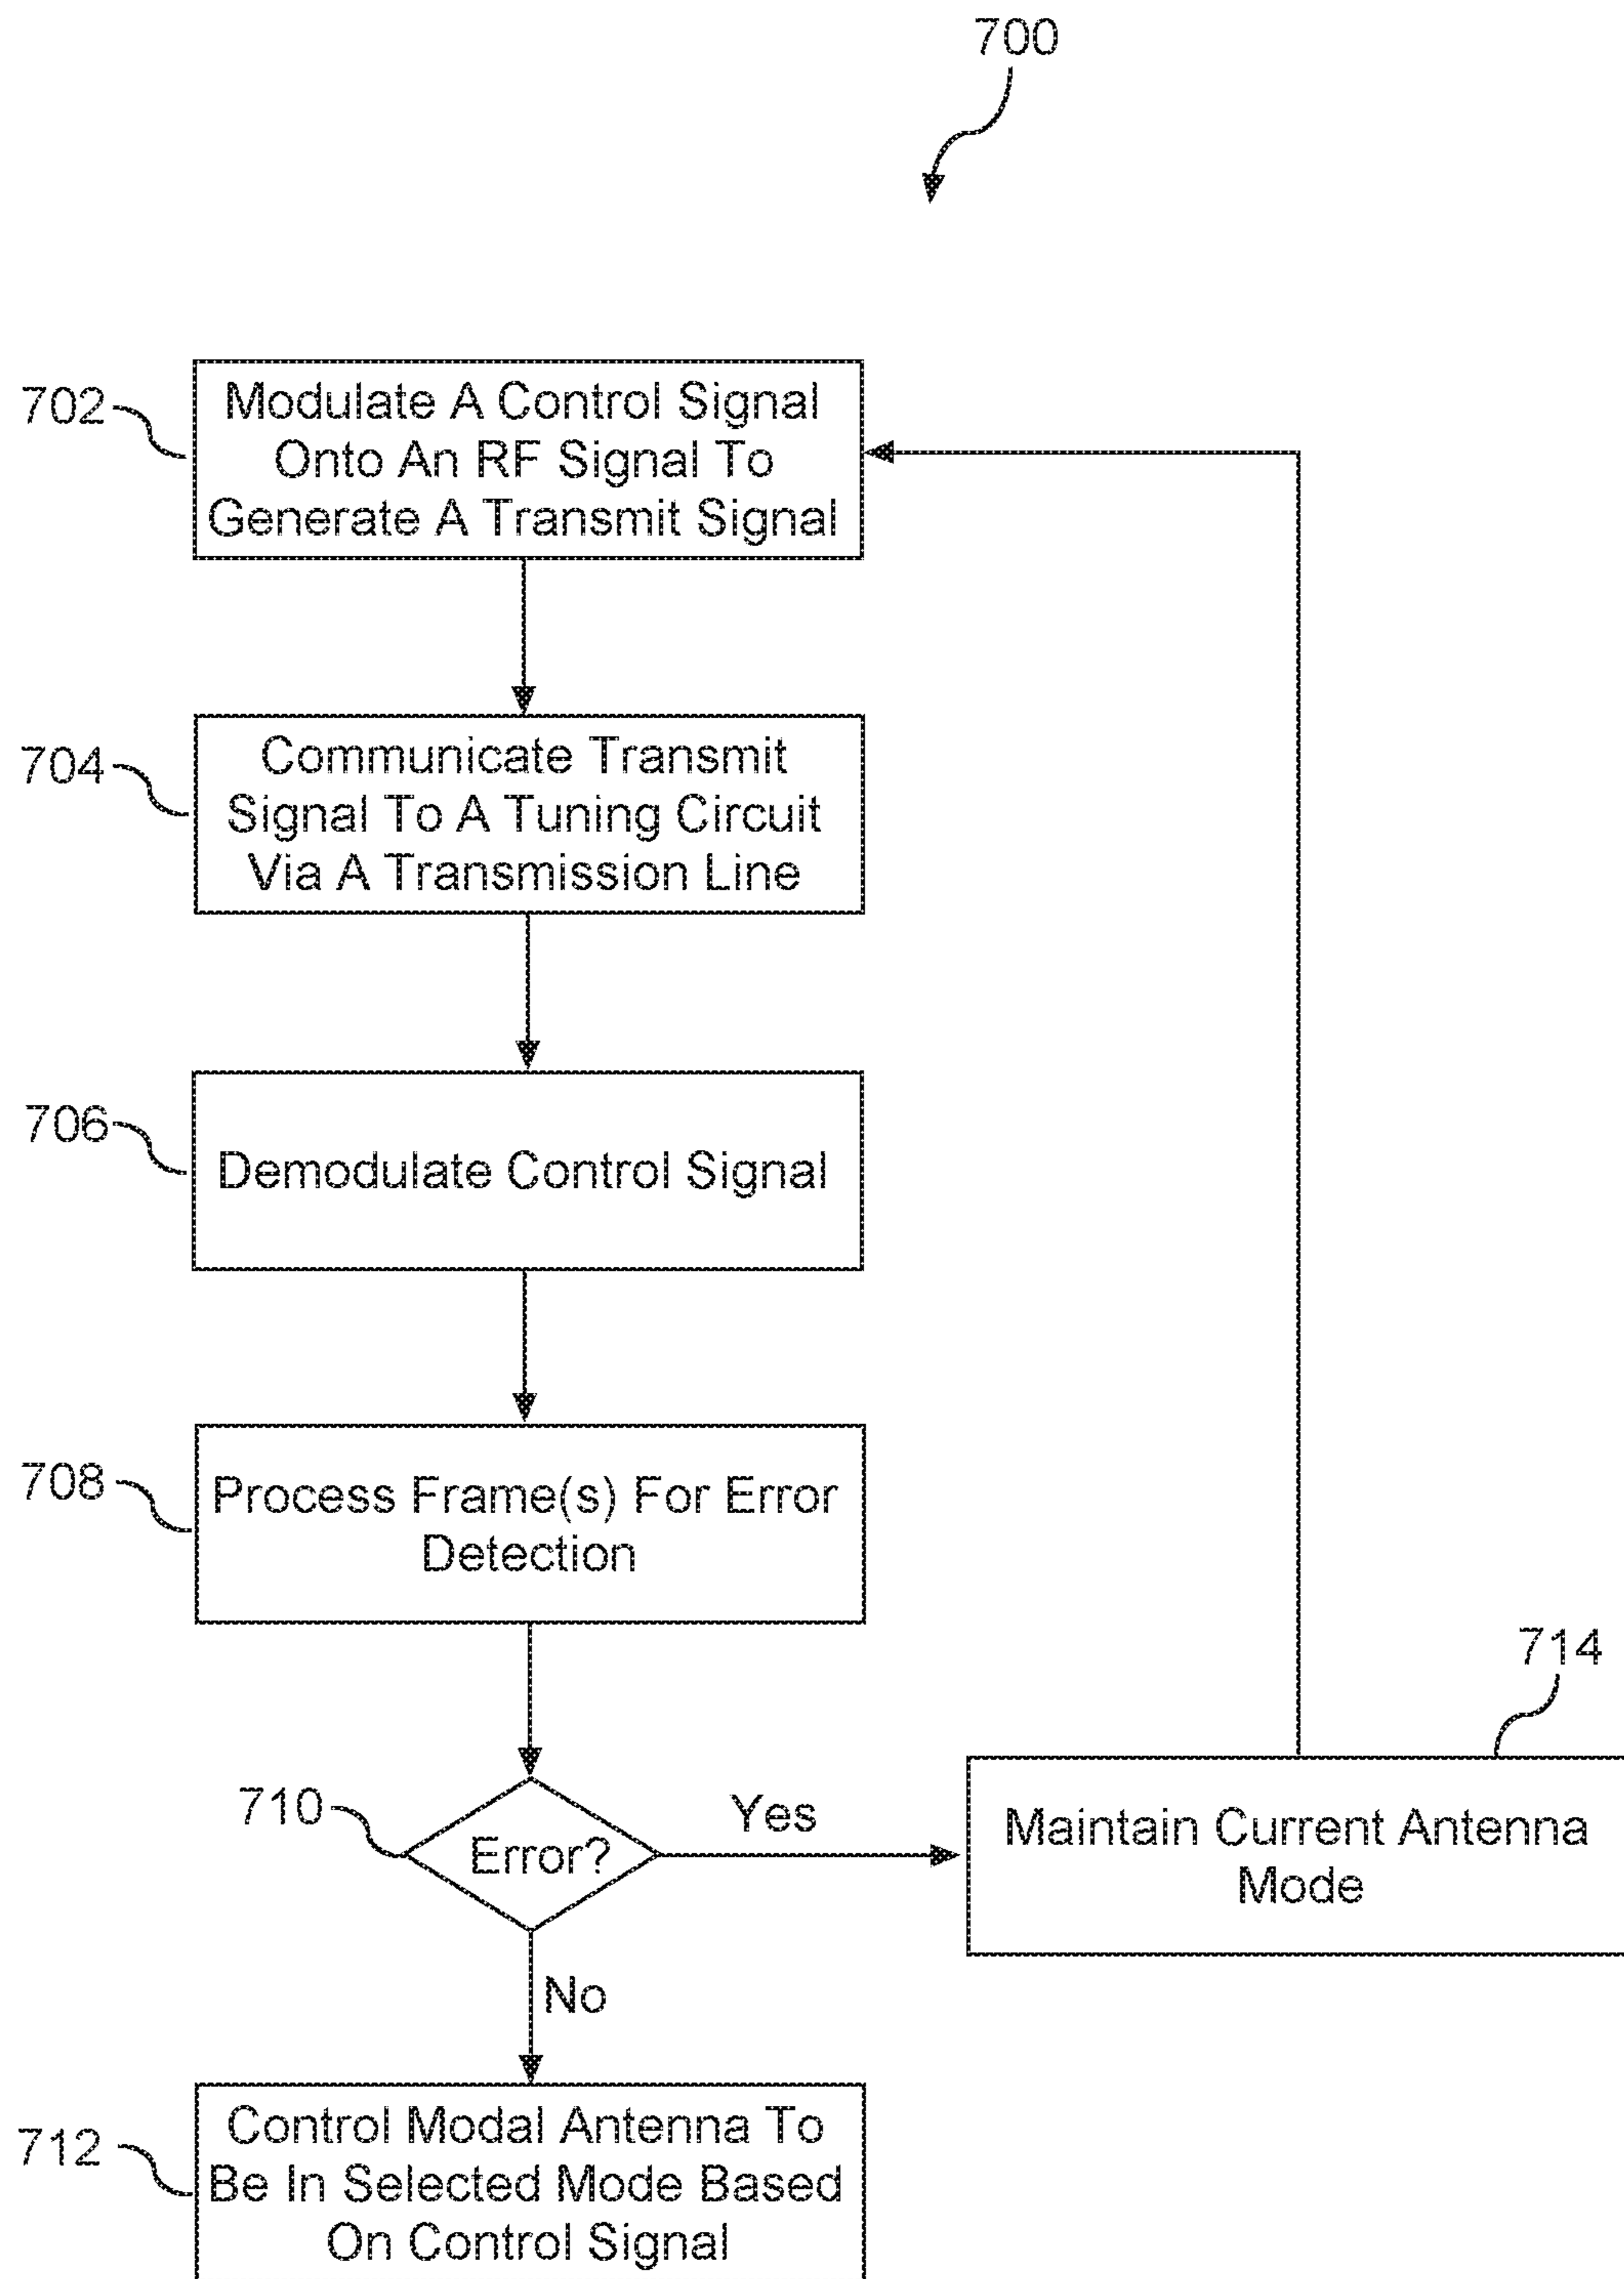 700
702
Modulate A Control Signal
Onto An RF Signal To
Generate A Transmit Signal
704
Communicate Transmit
Signal To A Tuning Circuit
Via A Transmission Line
706
Demodulate Control Signal
708
Process Frame(s) For Error
Detection
710
Error?
Yes
714
Maintain Current Antenna
Mode
No
712
Control Modal Antenna To
Be In Selected Mode Based
On Control Signal